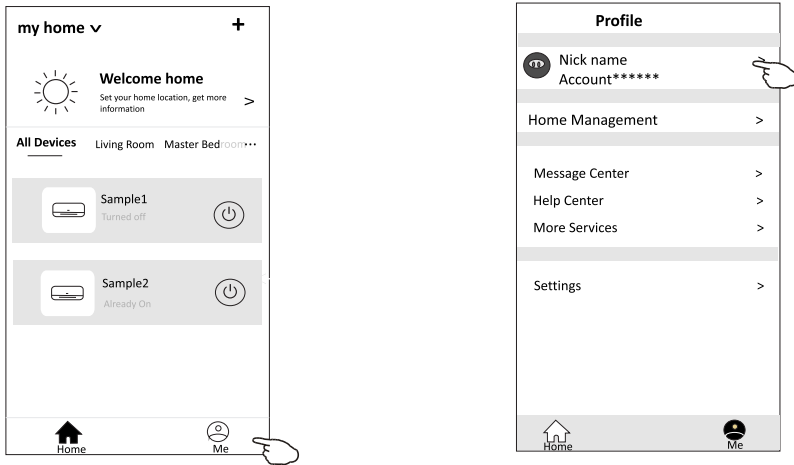 my home
+
Welcome home
Set your home location, get more
information
>
All Devices Living Room Master Bedroom...
Sample1
Turned off
Sample2
Already On
Home
Me
Profile
Nick name
Account******
Home Management >
Message Center >
Help Center >
More Services >
Settings >
Home
Me